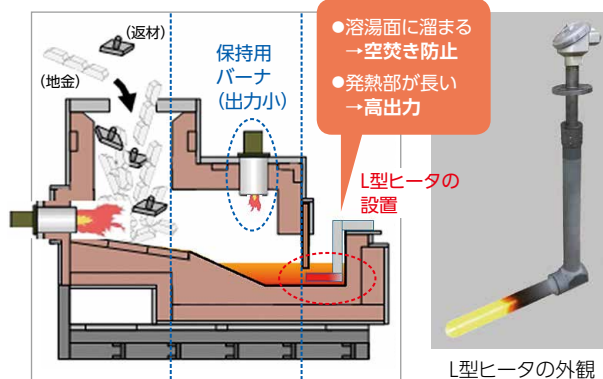 (返材)
(地金)
保持用
バーナ
(出力小)
●溶湯面に溜まる
→空焚き防止
●発熱部が長い
→高出力
L型ヒータの
設置
L型ヒータの外観